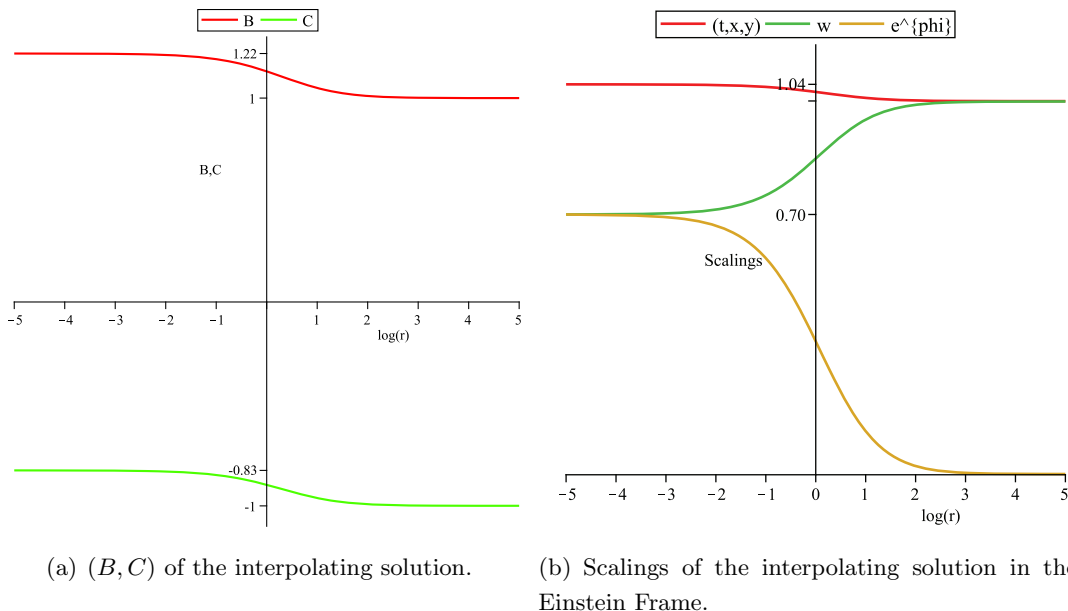 B C
1.22
1
B,C
-5 -4 -3 -2 -1 1 2 3 4 5
log(r)
-0.83
-1
(a) (B, C) of the interpolating solution.
(t,x,y) w e^{phi}
1.04
0.70
Scalings
-5 -4 -3 -2 -1 0 1 2 3 4 5
log(r)
(b) Scalings of the interpolating solution in the
Einstein Frame.